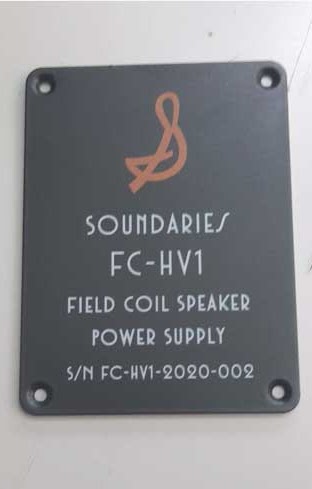 SOUNDARIES
FC-HV1
FIELD COIL SPEAKER
POWER SUPPLY
S/N FC-HV1-2020-002